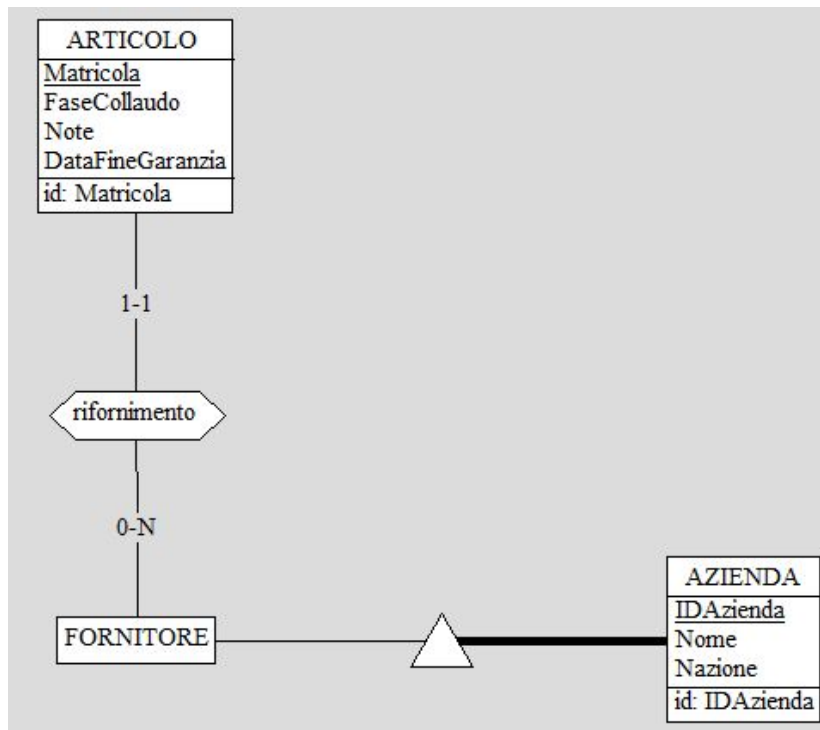 ARTICOLO
Matricola
FaseCollaudo
Note
DataFineGaranzia
id: Matricola
1-1
rifornimento
0-N
FORNITORE
AZIENDA
IDAzienda
Nome
Nazione
id: IDAzienda